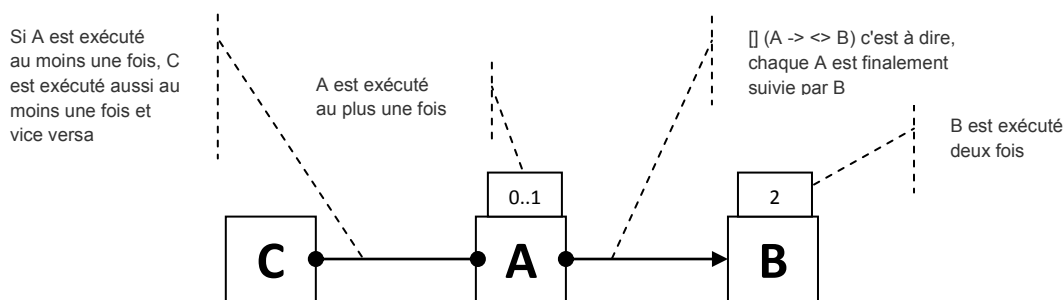 Si A est exécuté
au moins une fois, C
est exécuté aussi au
moins une fois et
vice versa
A est exécuté
au plus une fois
[] (A -> <> B) c'est à dire,
chaque A est finalement
suivie par B
B est exécuté
deux fois
0..1
2
C
A
B